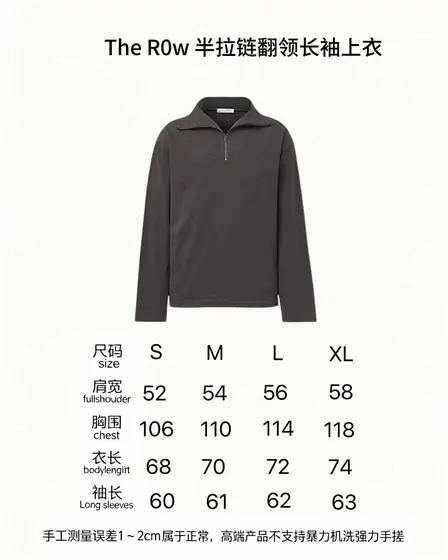 The R0w 半拉链翻领长袖上衣
尺码 S M L XL
size
肩宽 52 54 56 58
fullshouder
胸围 106 110 114 118
chest
衣长 68 70 72 74
bodylengirt
袖长 60 61 62 63
Long sleeves
手工测量误差1~2cm属于正常，高端产品不支持暴力机洗强力手搓